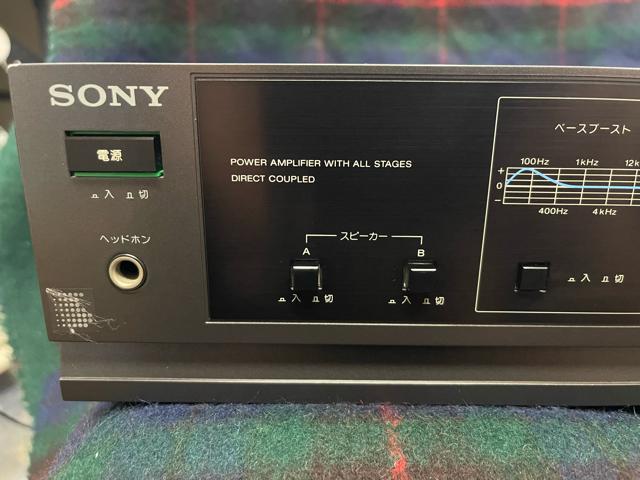 SONY
電源
入 切
ヘッドホン
POWER AMPLIFIER WITH ALL STAGES
DIRECT COUPLED
スピーカー
A B
入 切 入 切
ベースブースト
100Hz 1kHz 12k
+
0
−
400Hz 4kHz
入 切